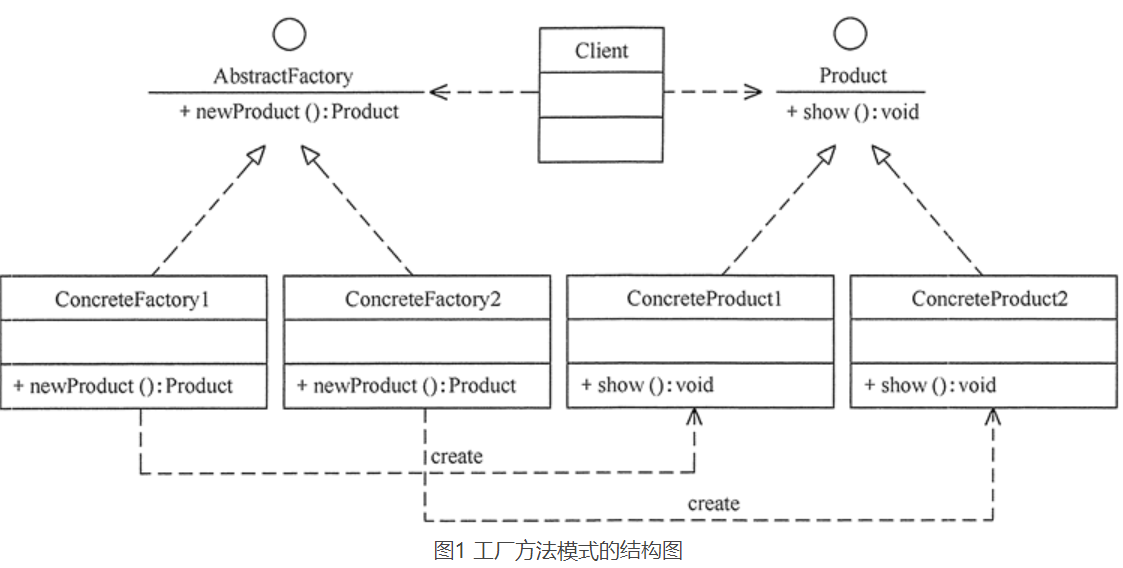 Client
AbstractFactory
+ newProduct ( ) : Product
Product
+ show ( ) : void
ConcreteFactory1
+ newProduct ( ) : Product
ConcreteFactory2
+ newProduct ( ) : Product
ConcreteProduct1
+ show ( ) : void
ConcreteProduct2
+ show ( ) : void
create
create
图1 工厂方法模式的结构图